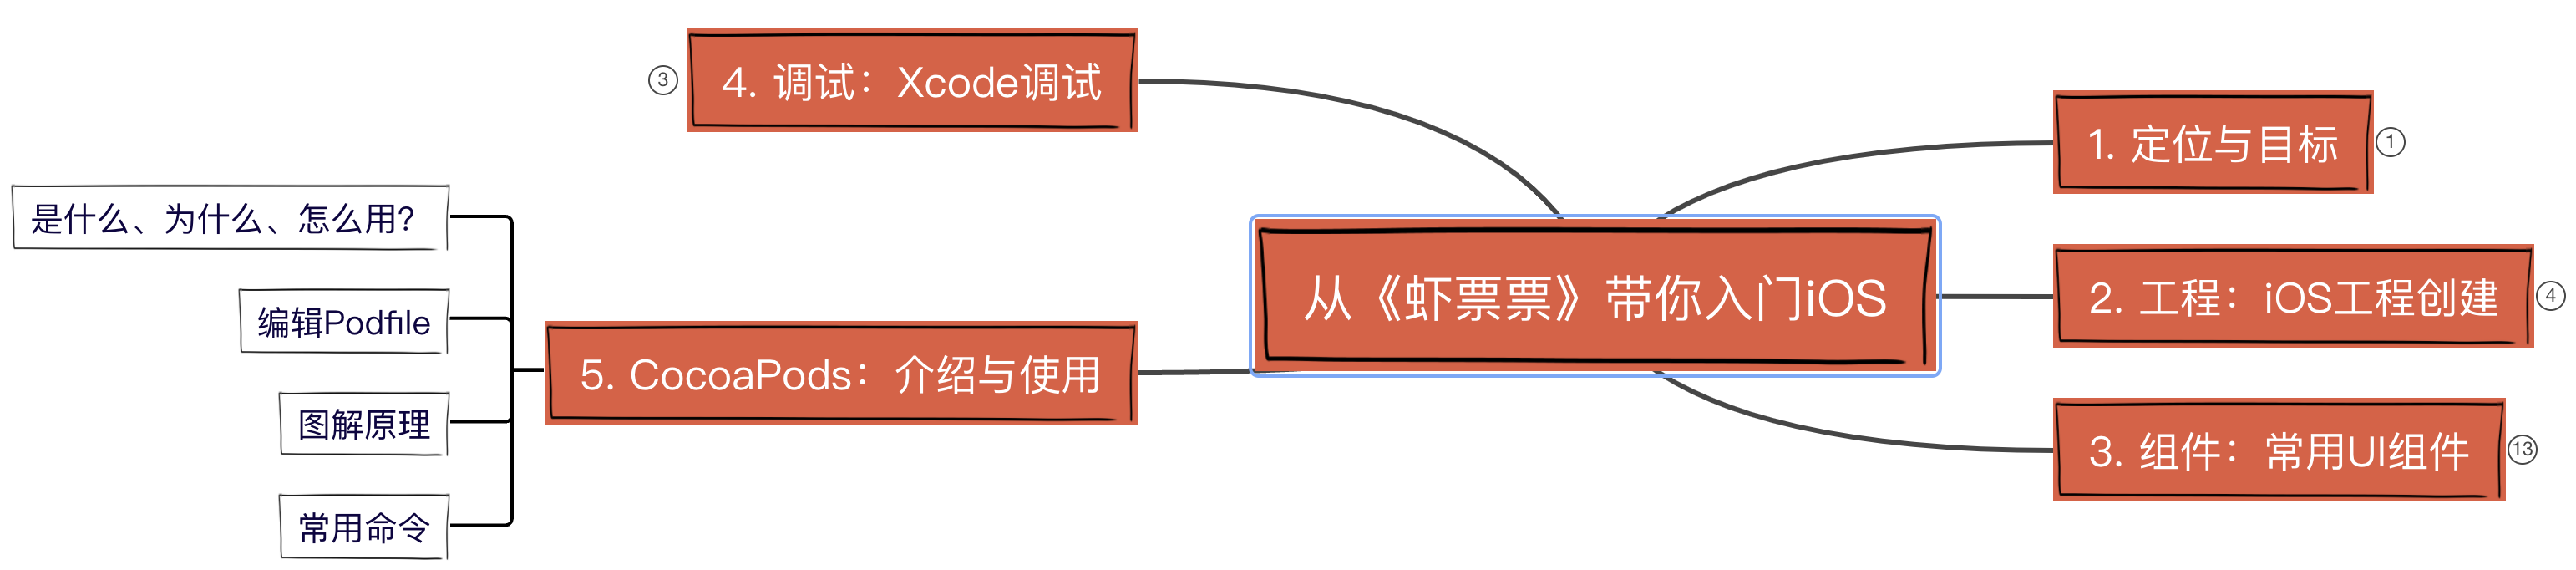 从《虾票票》带你入门iOS
1. 定位与目标
1
2. 工程：iOS工程创建
4
3. 组件：常用UI组件
13
4. 调试：Xcode调试
3
5. CocoaPods：介绍与使用
是什么、为什么、怎么用？
编辑Podfile
图解原理
常用命令